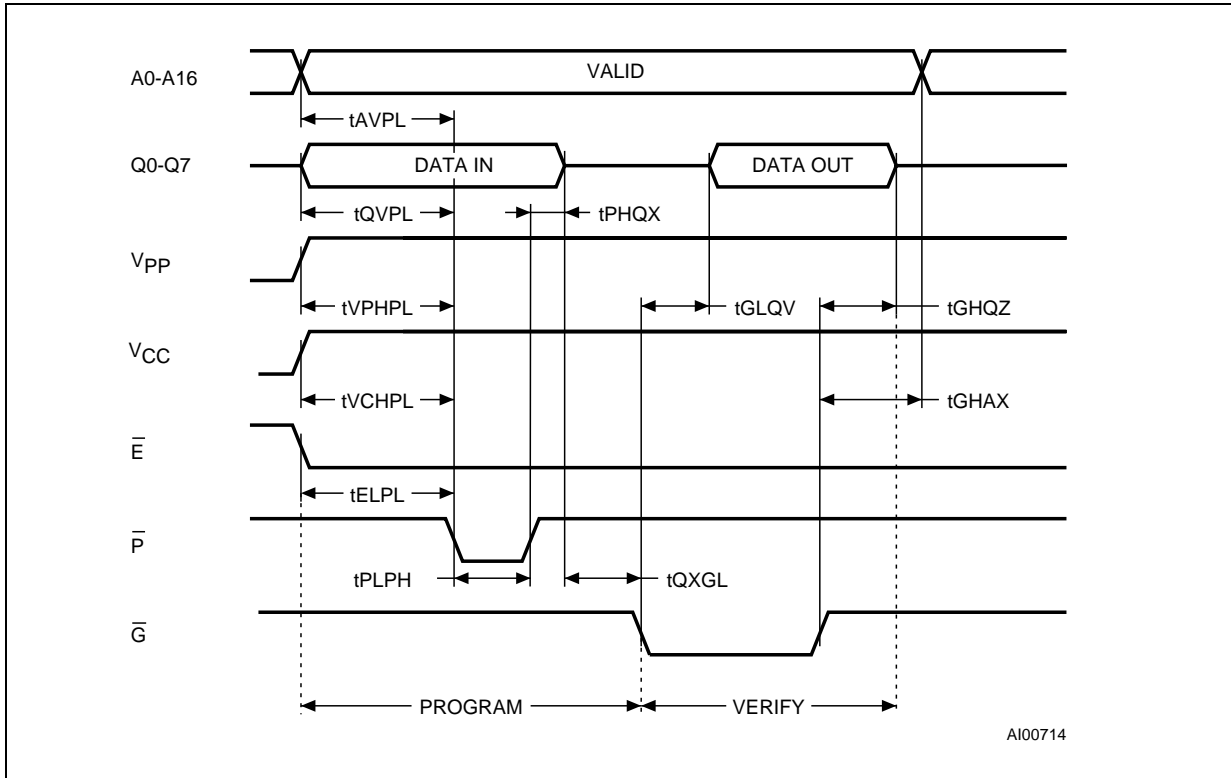 A0-A16
VALID
tAVPL
Q0-Q7
DATA IN
DATA OUT
tQVPL
tPHQX
VPP
tVPHPL
tGLQV
tGHQZ
VCC
tVCHPL
tGHAX
E̅
tELPL
P̅
tPLPH
tQXGL
G̅
PROGRAM
VERIFY
AI00714